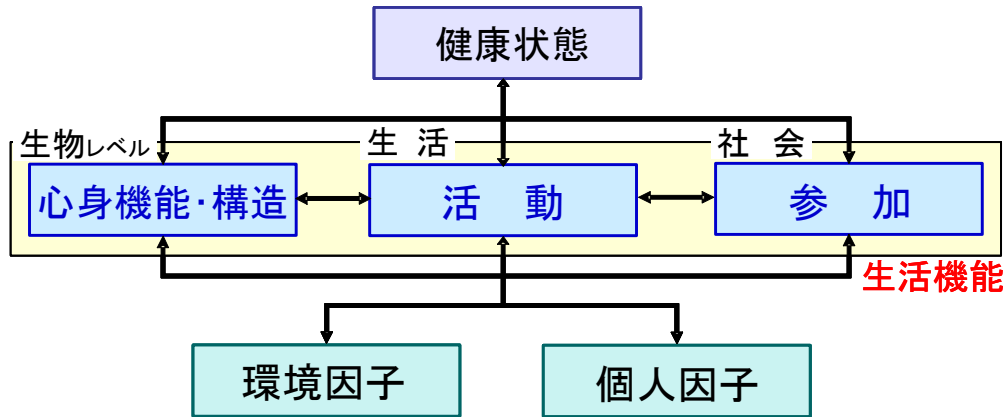 健康状態
生物レベル
生 活
社 会
心身機能・構造
活 動
参 加
生活機能
環境因子
個人因子